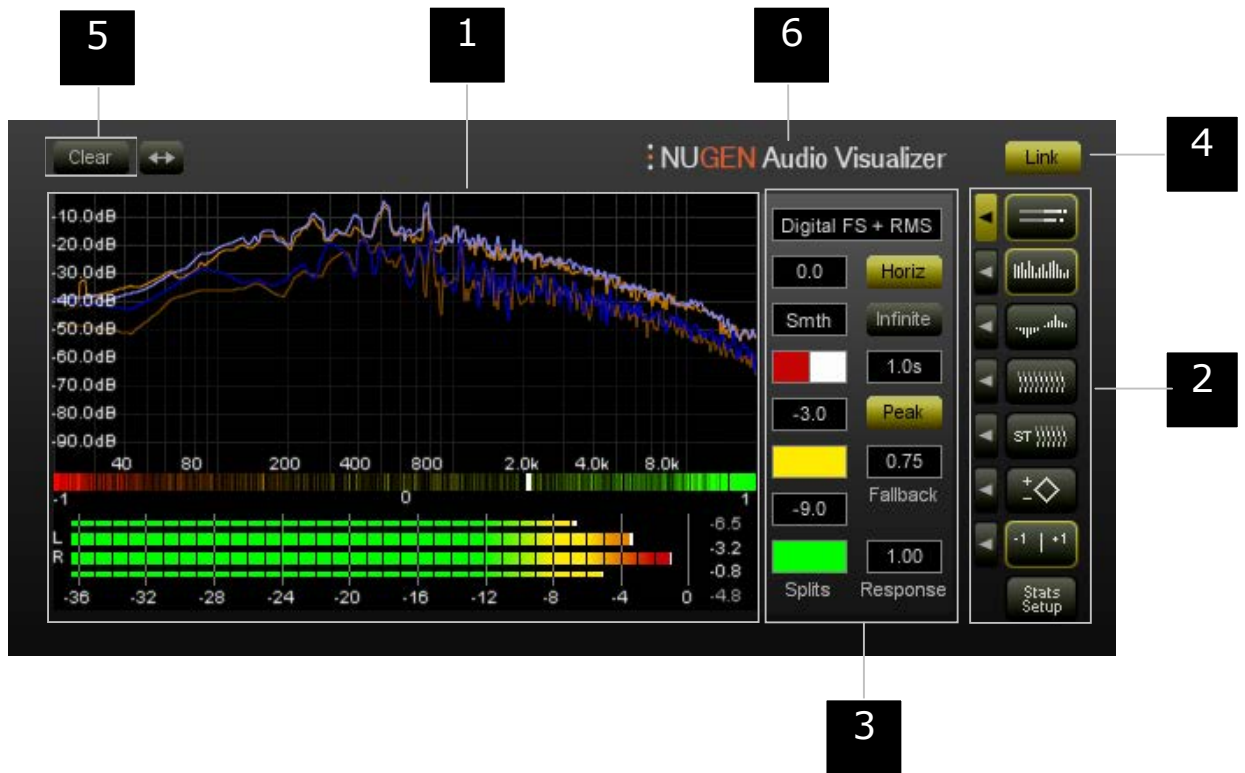 5
1
6
4
Clear
NUGEN Audio Visualizer
Link
-10.0dB
-20.0dB
-30.0dB
-40.0dB
-50.0dB
-60.0dB
-70.0dB
-80.0dB
-90.0dB
40 80 200 400 800 2.0k 4.0k 8.0k
-1 0 1
L
R
-6.5
-3.2
-0.8
-4.8
-36 -32 -28 -24 -20 -16 -12 -8 -4 0
Digital FS + RMS
0.0 Horiz
Smth Infinite
1.0s
-3.0 Peak
0.75
Fallback
-9.0
1.00
Splits Response
ST
+
-
-1 | +1
Stats
Setup
2
3